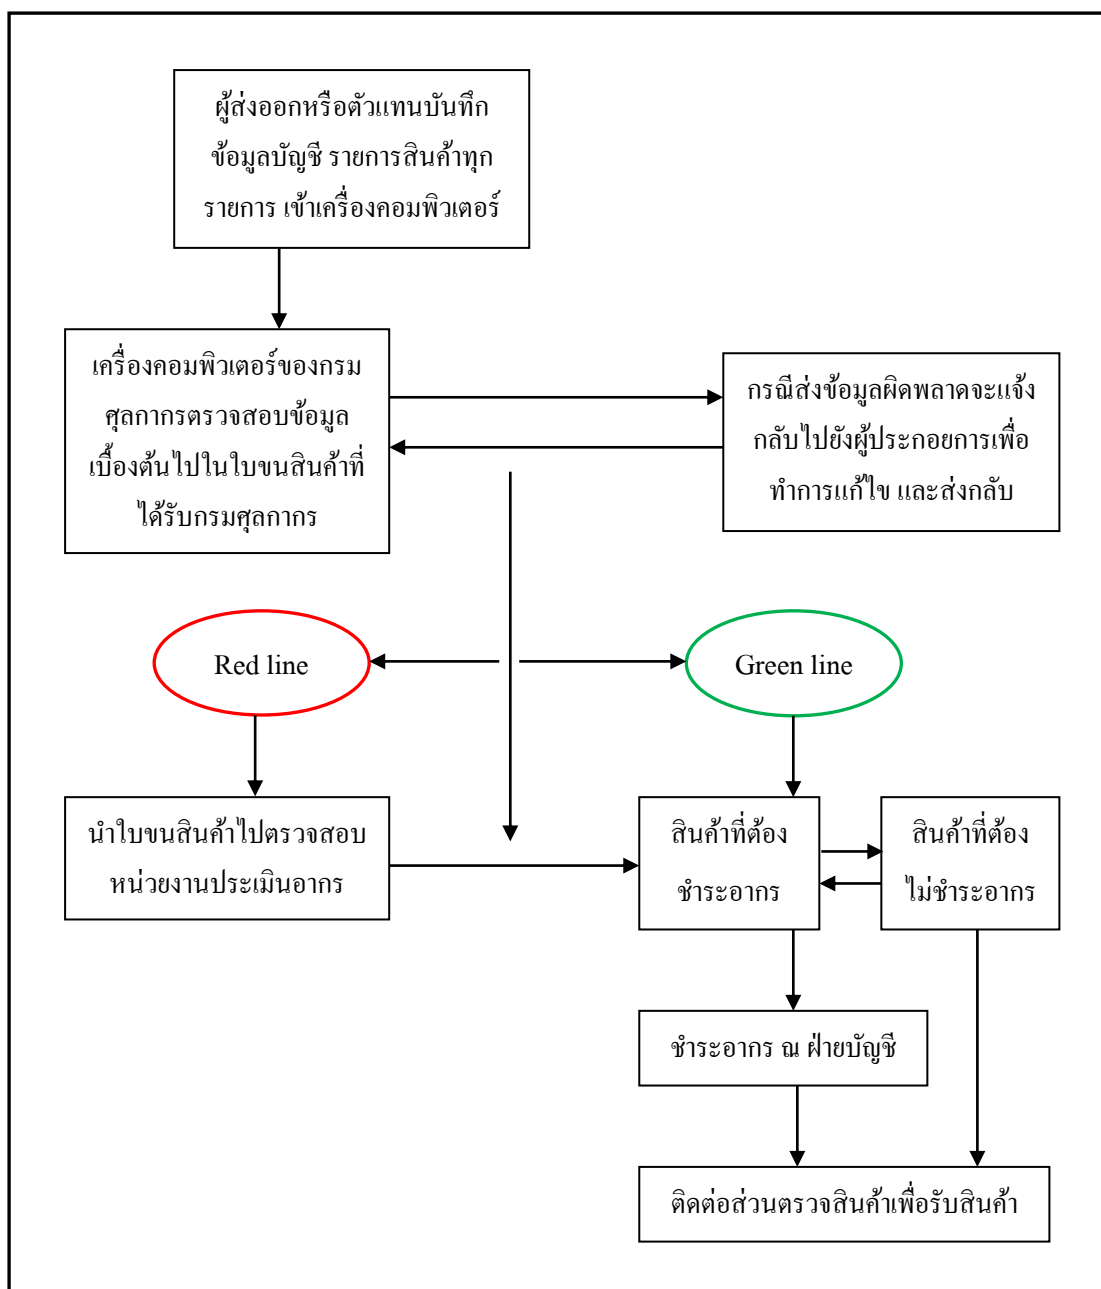 ผู้ส่งออกหรือตัวแทนบันทึก
ข้อมูลบัญชี รายการสินค้าทุก
รายการ เข้าเครื่องคอมพิวเตอร์
เครื่องคอมพิวเตอร์ของกรม
ศุลกากรตรวจสอบข้อมูล
เบื้องต้นไปในใบขนสินค้าที่
ได้รับกรมศุลกากร
กรณีส่งข้อมูลผิดพลาดจะแจ้ง
กลับไปยังผู้ประกอยการเพื่อ
ทำการแก้ไข และส่งกลับ
Red line
Green line
นำใบขนสินค้าไปตรวจสอบ
หน่วยงานประเมินอากร
สินค้าที่ต้อง
ชำระอากร
สินค้าที่ต้อง
ไม่ชำระอากร
ชำระอากร ณ ฝ่ายบัญชี
ติดต่อส่วนตรวจสินค้าเพื่อรับสินค้า